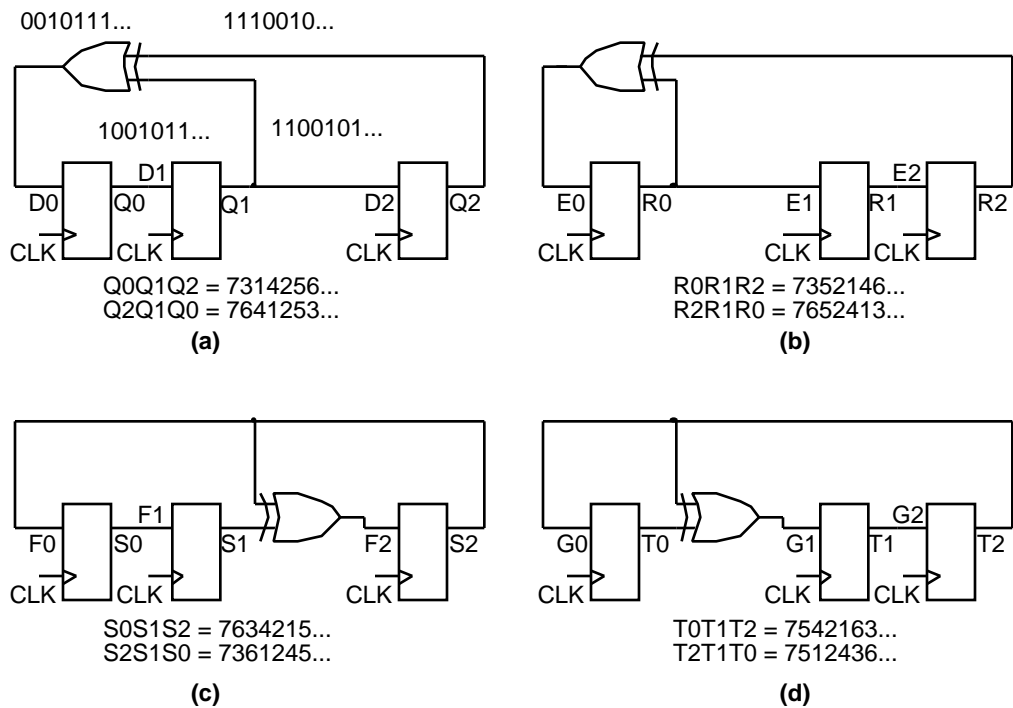 0010111... 1110010...
1001011... 1100101...
D1 E2
D0 Q0 Q1 D2 Q2 E0 R0 E1 R1 R2
CLK CLK CLK CLK CLK CLK
Q0Q1Q2 = 7314256... R0R1R2 = 7352146...
Q2Q1Q0 = 7641253... R2R1R0 = 7652413...
(a) (b)
F1 G2
F0 S0 S1 F2 S2 G0 T0 G1 T1 T2
CLK CLK CLK CLK CLK CLK
S0S1S2 = 7634215... T0T1T2 = 7542163...
S2S1S0 = 7361245... T2T1T0 = 7512436...
(c) (d)